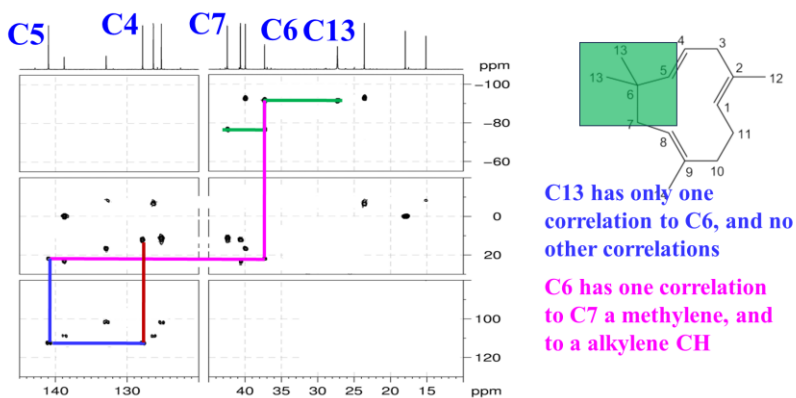 C5 C4 C7 C6 C13
ppm
−100
−80
−60
0
20
100
120
140 130 45 40 35 30 25 20 15 ppm
4
3
13
13
5
2
12
6
1
7
8
11
9
10
C13 has only one
correlation to C6, and no
other correlations
C6 has one correlation
to C7 a methylene, and
to a alkylene CH